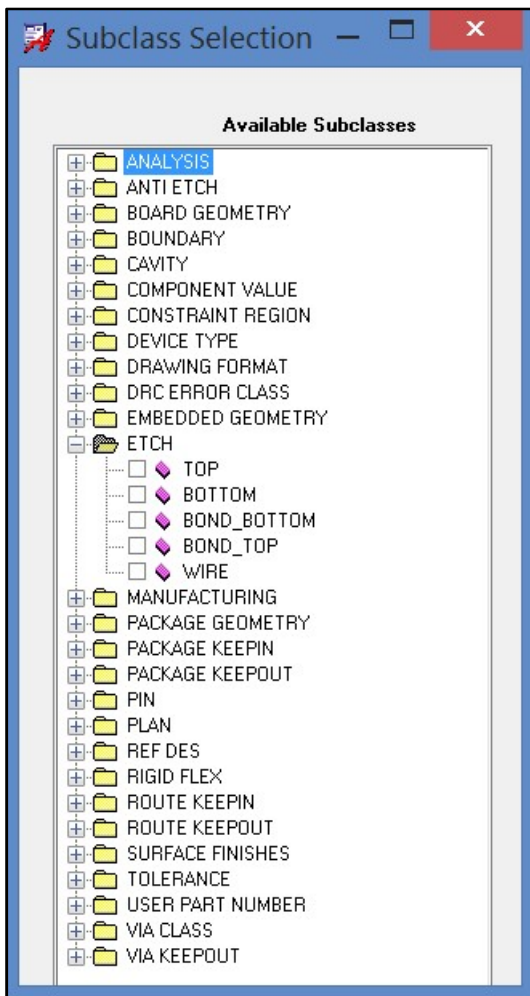 Subclass Selection
Available Subclasses
ANALYSIS
ANTI ETCH
BOARD GEOMETRY
BOUNDARY
CAVITY
COMPONENT VALUE
CONSTRAINT REGION
DEVICE TYPE
DRAWING FORMAT
DRC ERROR CLASS
EMBEDDED GEOMETRY
ETCH
TOP
BOTTOM
BOND_BOTTOM
BOND_TOP
WIRE
MANUFACTURING
PACKAGE GEOMETRY
PACKAGE KEEPIN
PACKAGE KEEPOUT
PIN
PLAN
REF DES
RIGID FLEX
ROUTE KEEPIN
ROUTE KEEPOUT
SURFACE FINISHES
TOLERANCE
USER PART NUMBER
VIA CLASS
VIA KEEPOUT